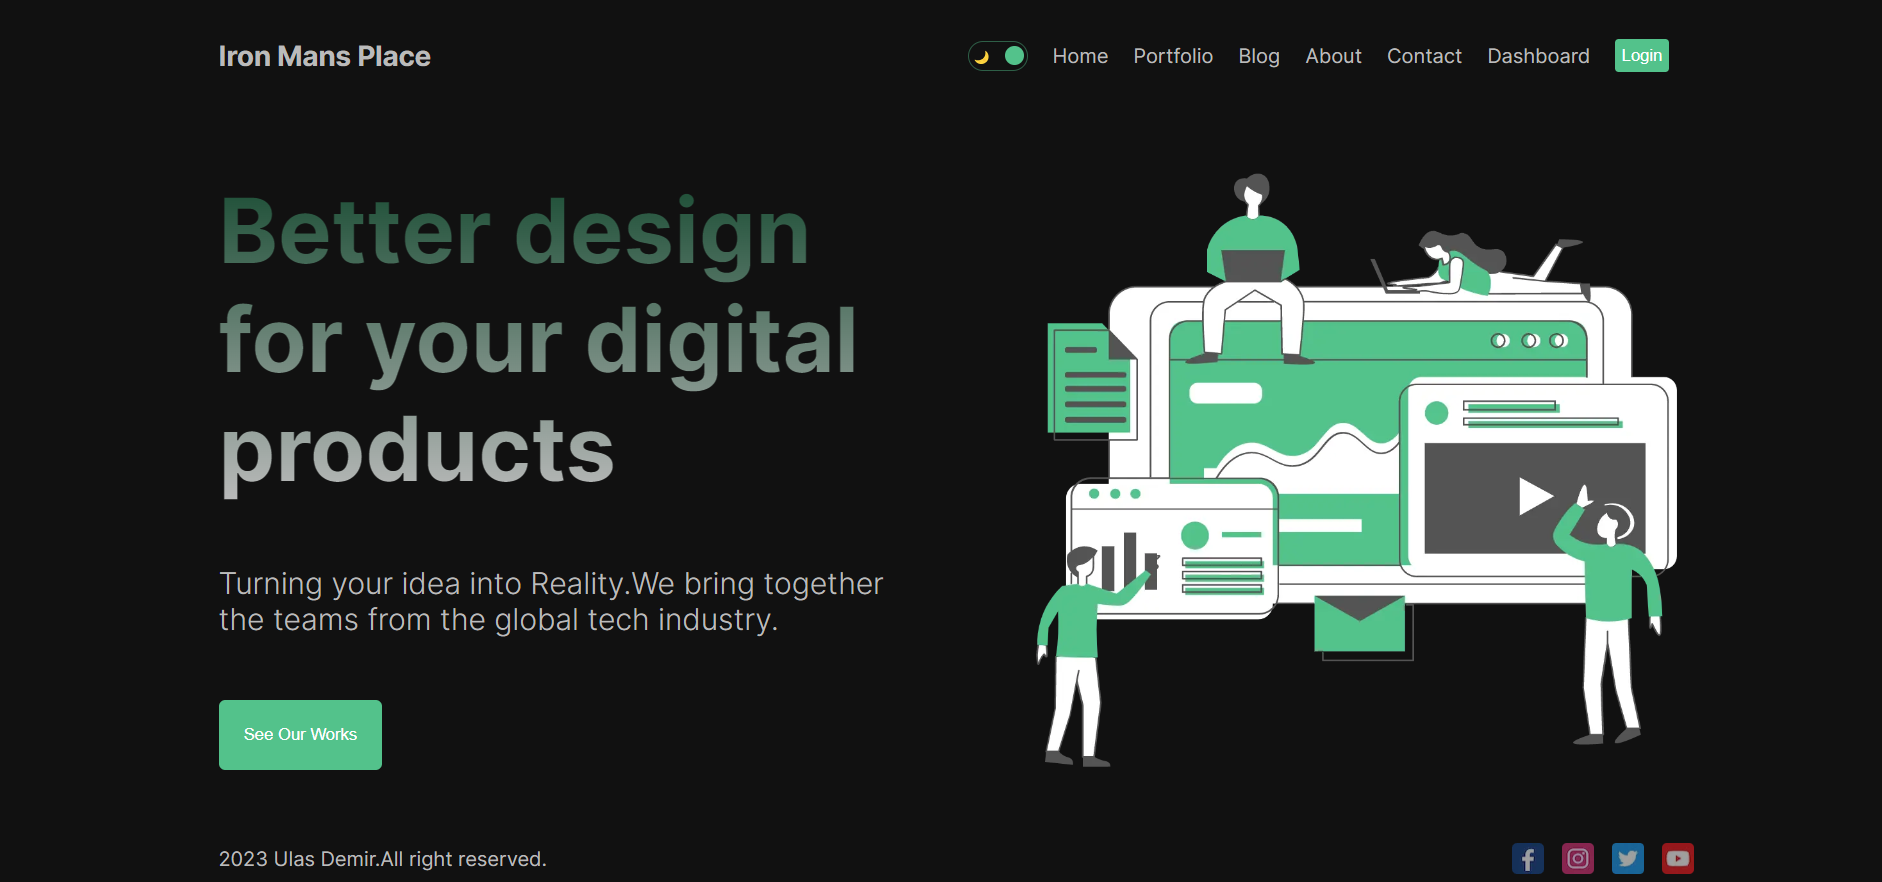 Iron Mans Place
Home Portfolio Blog About Contact Dashboard Login
Better design
for your digital
products
Turning your idea into Reality.We bring together
the teams from the global tech industry.
See Our Works
2023 Ulas Demir.All right reserved.